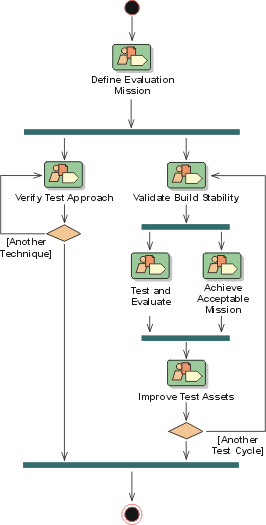 Define Evaluation
Mission
Verify Test Approach
Validate Build Stability
[Another
Technique]
Test and
Evaluate
Achieve
Acceptable
Mission
Improve Test Assets
[Another
Test Cycle]